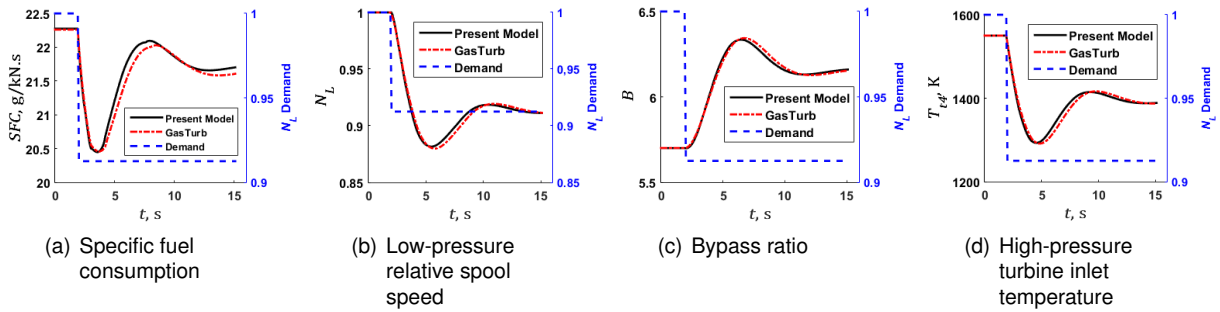 22.5
22
21.5
21
20.5
20
SFC, g/kN.s
1
0.95
0.9
N_L Demand
Present Model
GasTurb
Demand
0 5 10 15
t, s
(a) Specific fuel
consumption
1
0.95
0.9
0.85
N_L
1
0.95
0.9
0.85
N_L Demand
Present Model
GasTurb
Demand
0 5 10 15
t, s
(b) Low-pressure
relative spool
speed
6.5
6
5.5
B
1
0.95
0.9
N_L Demand
Present Model
GasTurb
Demand
0 5 10 15
t, s
(c) Bypass ratio
1600
1400
1200
T_t4, K
1
0.95
0.9
N_L Demand
Present Model
GasTurb
Demand
0 5 10 15
t, s
(d) High-pressure
turbine inlet
temperature